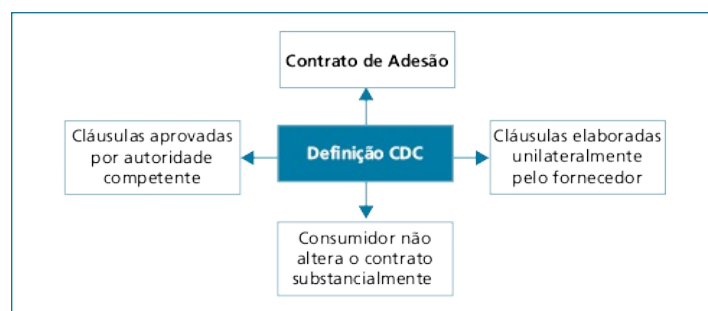 Contrato de Adesão
Cláusulas aprovadas
por autoridade
competente
Definição CDC
Cláusulas elaboradas
unilateralmente
pelo fornecedor
Consumidor não
altera o contrato
substancialmente